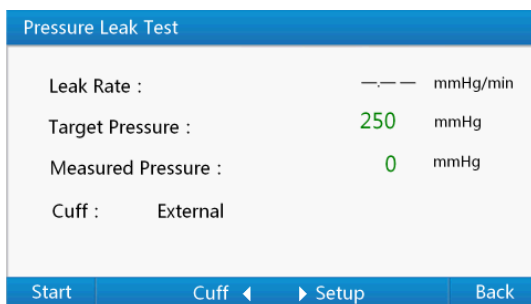 Pressure Leak Test
Leak Rate : —.— — mmHg/min
Target Pressure : 250 mmHg
Measured Pressure : 0 mmHg
Cuff : External
Start Cuff ◀ ▶ Setup Back